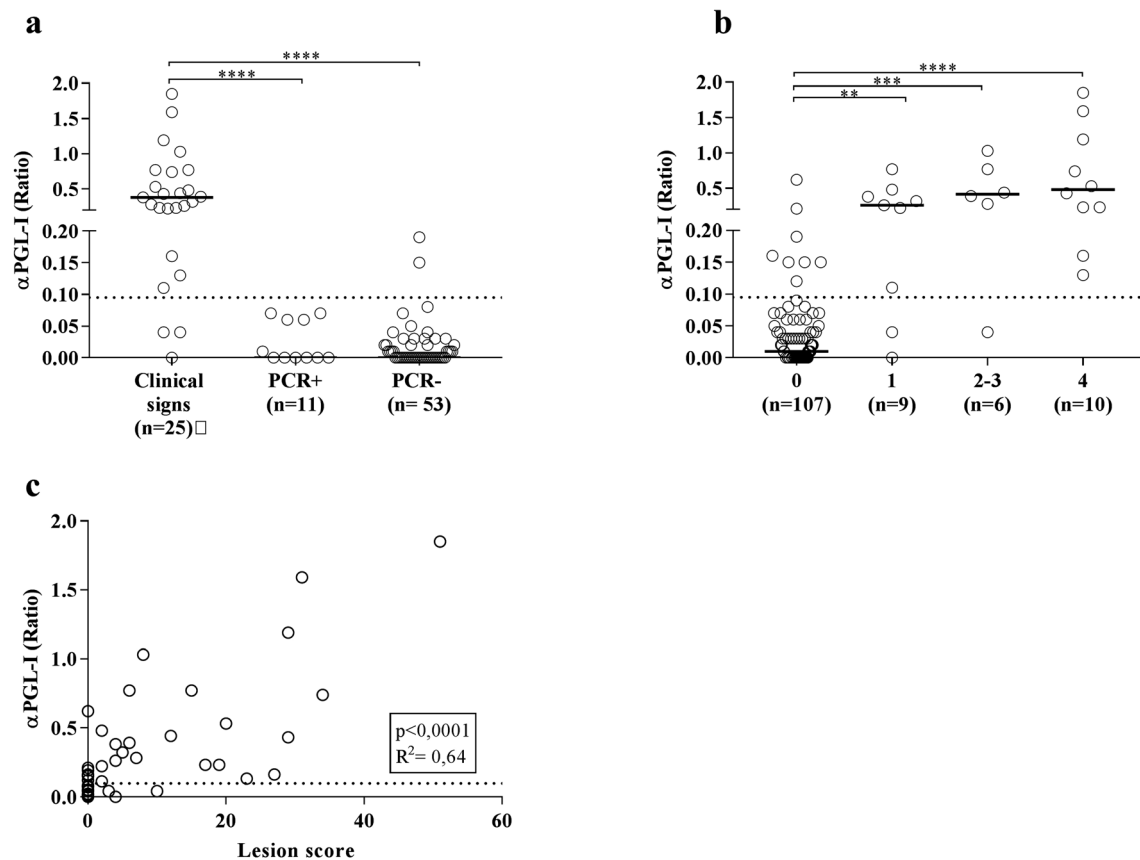 a
****
****
2.0
1.5
1.0
0.5
0.20
0.15
0.10
0.05
0.00
αPGL-I (Ratio)
Clinical
signs
(n=25)□
PCR+
(n=11)
PCR-
(n= 53)
b
****
***
**
2.0
1.5
1.0
0.5
0.20
0.15
0.10
0.05
0.00
αPGL-I (Ratio)
0
(n=107)
1
(n=9)
2-3
(n=6)
4
(n=10)
c
2.0
1.5
1.0
0.5
0.0
αPGL-I (Ratio)
p<0,0001
R²= 0,64
0
20
40
60
Lesion score